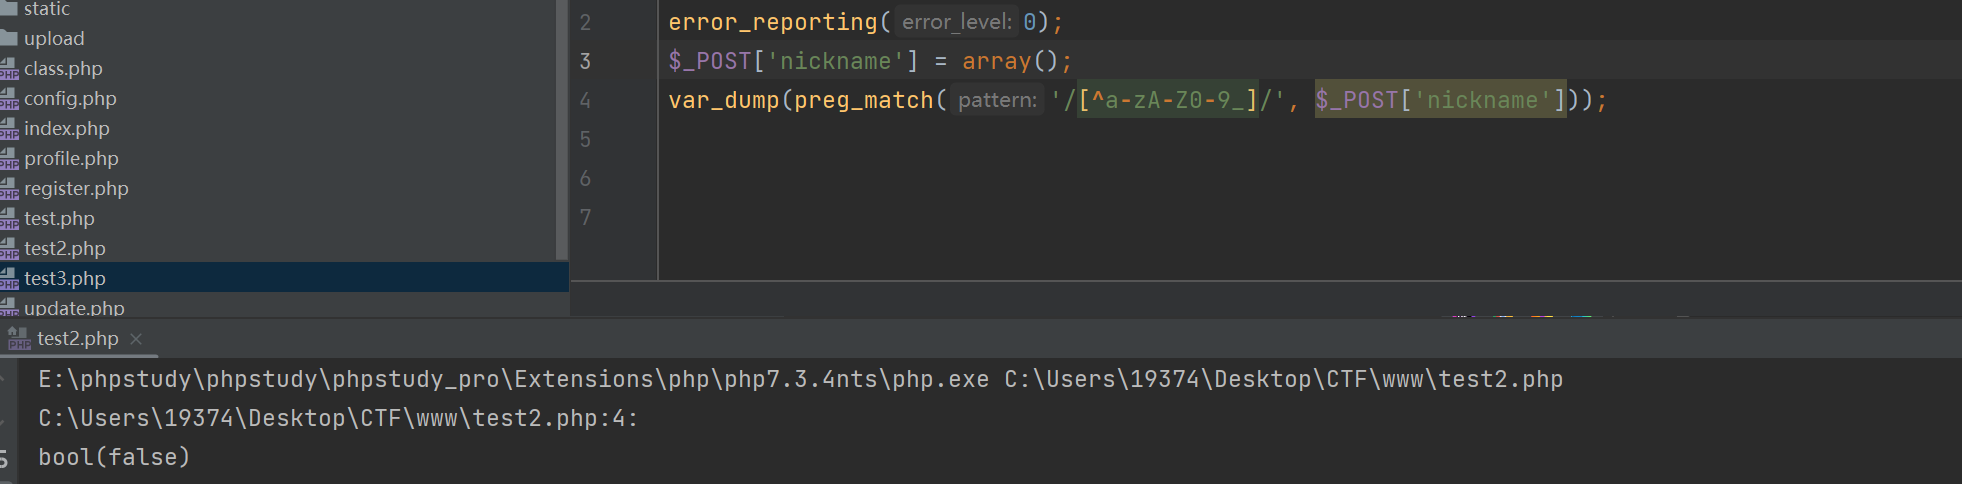 static
upload
class.php
config.php
index.php
profile.php
register.php
test.php
test2.php
test3.php
update.php
2 error_reporting( error_level: 0);
3 $_POST['nickname'] = array();
4 var_dump(preg_match( pattern: '/[^a-zA-Z0-9_]/', $_POST['nickname']));
5
6
7
test2.php ×
E:\phpstudy\phpstudy\phpstudy_pro\Extensions\php\php7.3.4nts\php.exe C:\Users\19374\Desktop\CTF\www\test2.php
C:\Users\19374\Desktop\CTF\www\test2.php:4:
bool(false)